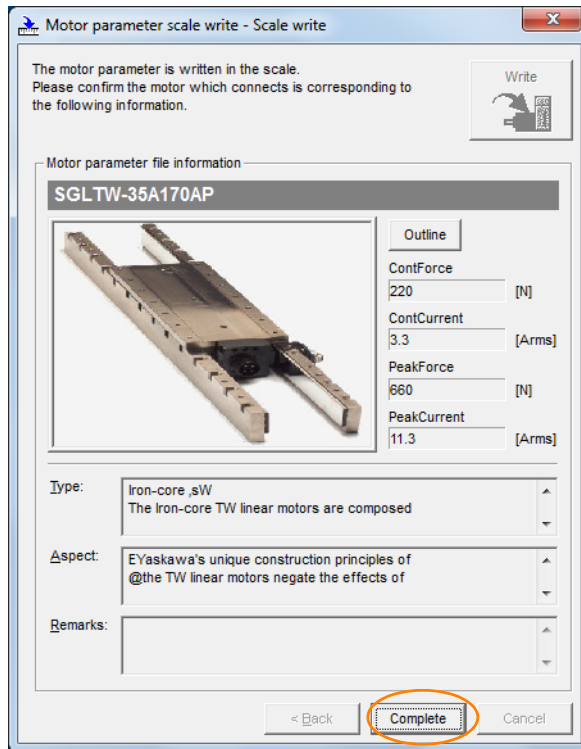 Motor parameter scale write - Scale write
The motor parameter is written in the scale.
Please confirm the motor which connects is corresponding to
the following information.
Write
Motor parameter file information
SGLTW-35A170AP
Outline
ContForce
220 [N]
ContCurrent
3.3 [Arms]
PeakForce
660 [N]
PeakCurrent
11.3 [Arms]
Type:
Iron-core ,sW
The Iron-core TW linear motors are composed
Aspect:
EYaskawa's unique construction principles of
@the TW linear motors negate the effects of
Remarks:
< Back
Complete
Cancel